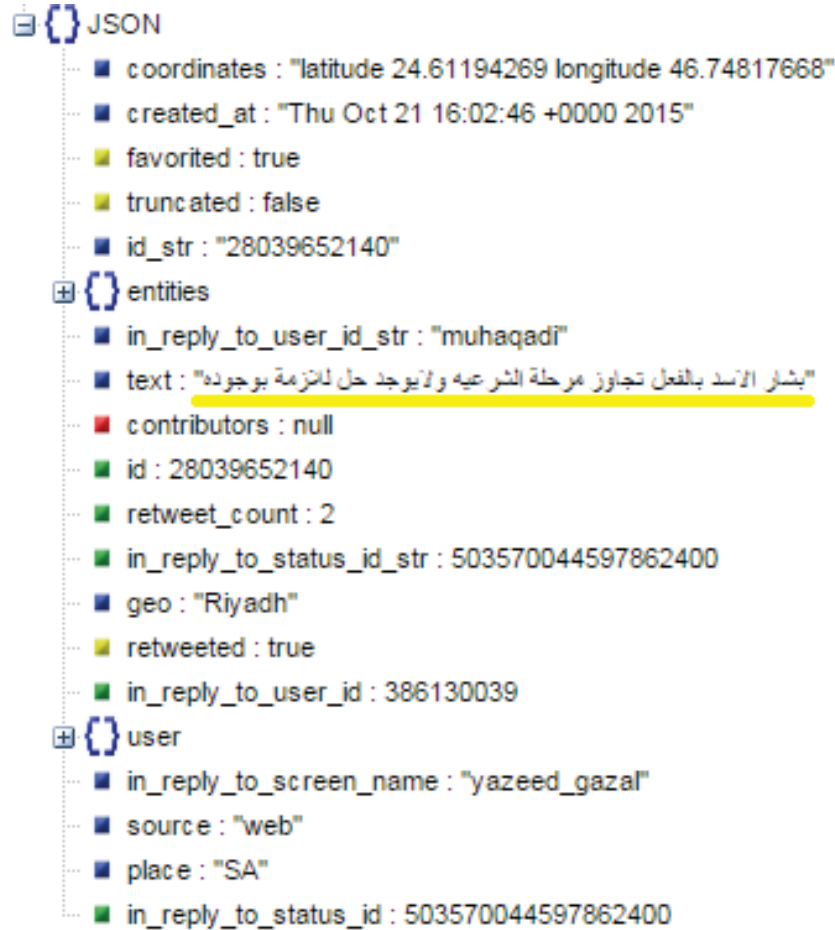 JSON
coordinates : "latitude 24.61194269 longitude 46.74817668"
created_at : "Thu Oct 21 16:02:46 +0000 2015"
favorited : true
truncated : false
id_str : "28039652140"
{} entities
in_reply_to_user_id_str : "muhaqadi"
text : "بشار الاسد بالفعل تجاوز مرحلة الشرعيه ولايوجد حل للازمة بوجوده"
contributors : null
id : 28039652140
retweet_count : 2
in_reply_to_status_id_str : 503570044597862400
geo : "Riyadh"
retweeted : true
in_reply_to_user_id : 386130039
{} user
in_reply_to_screen_name : "yazeed_gazal"
source : "web"
place : "SA"
in_reply_to_status_id : 503570044597862400